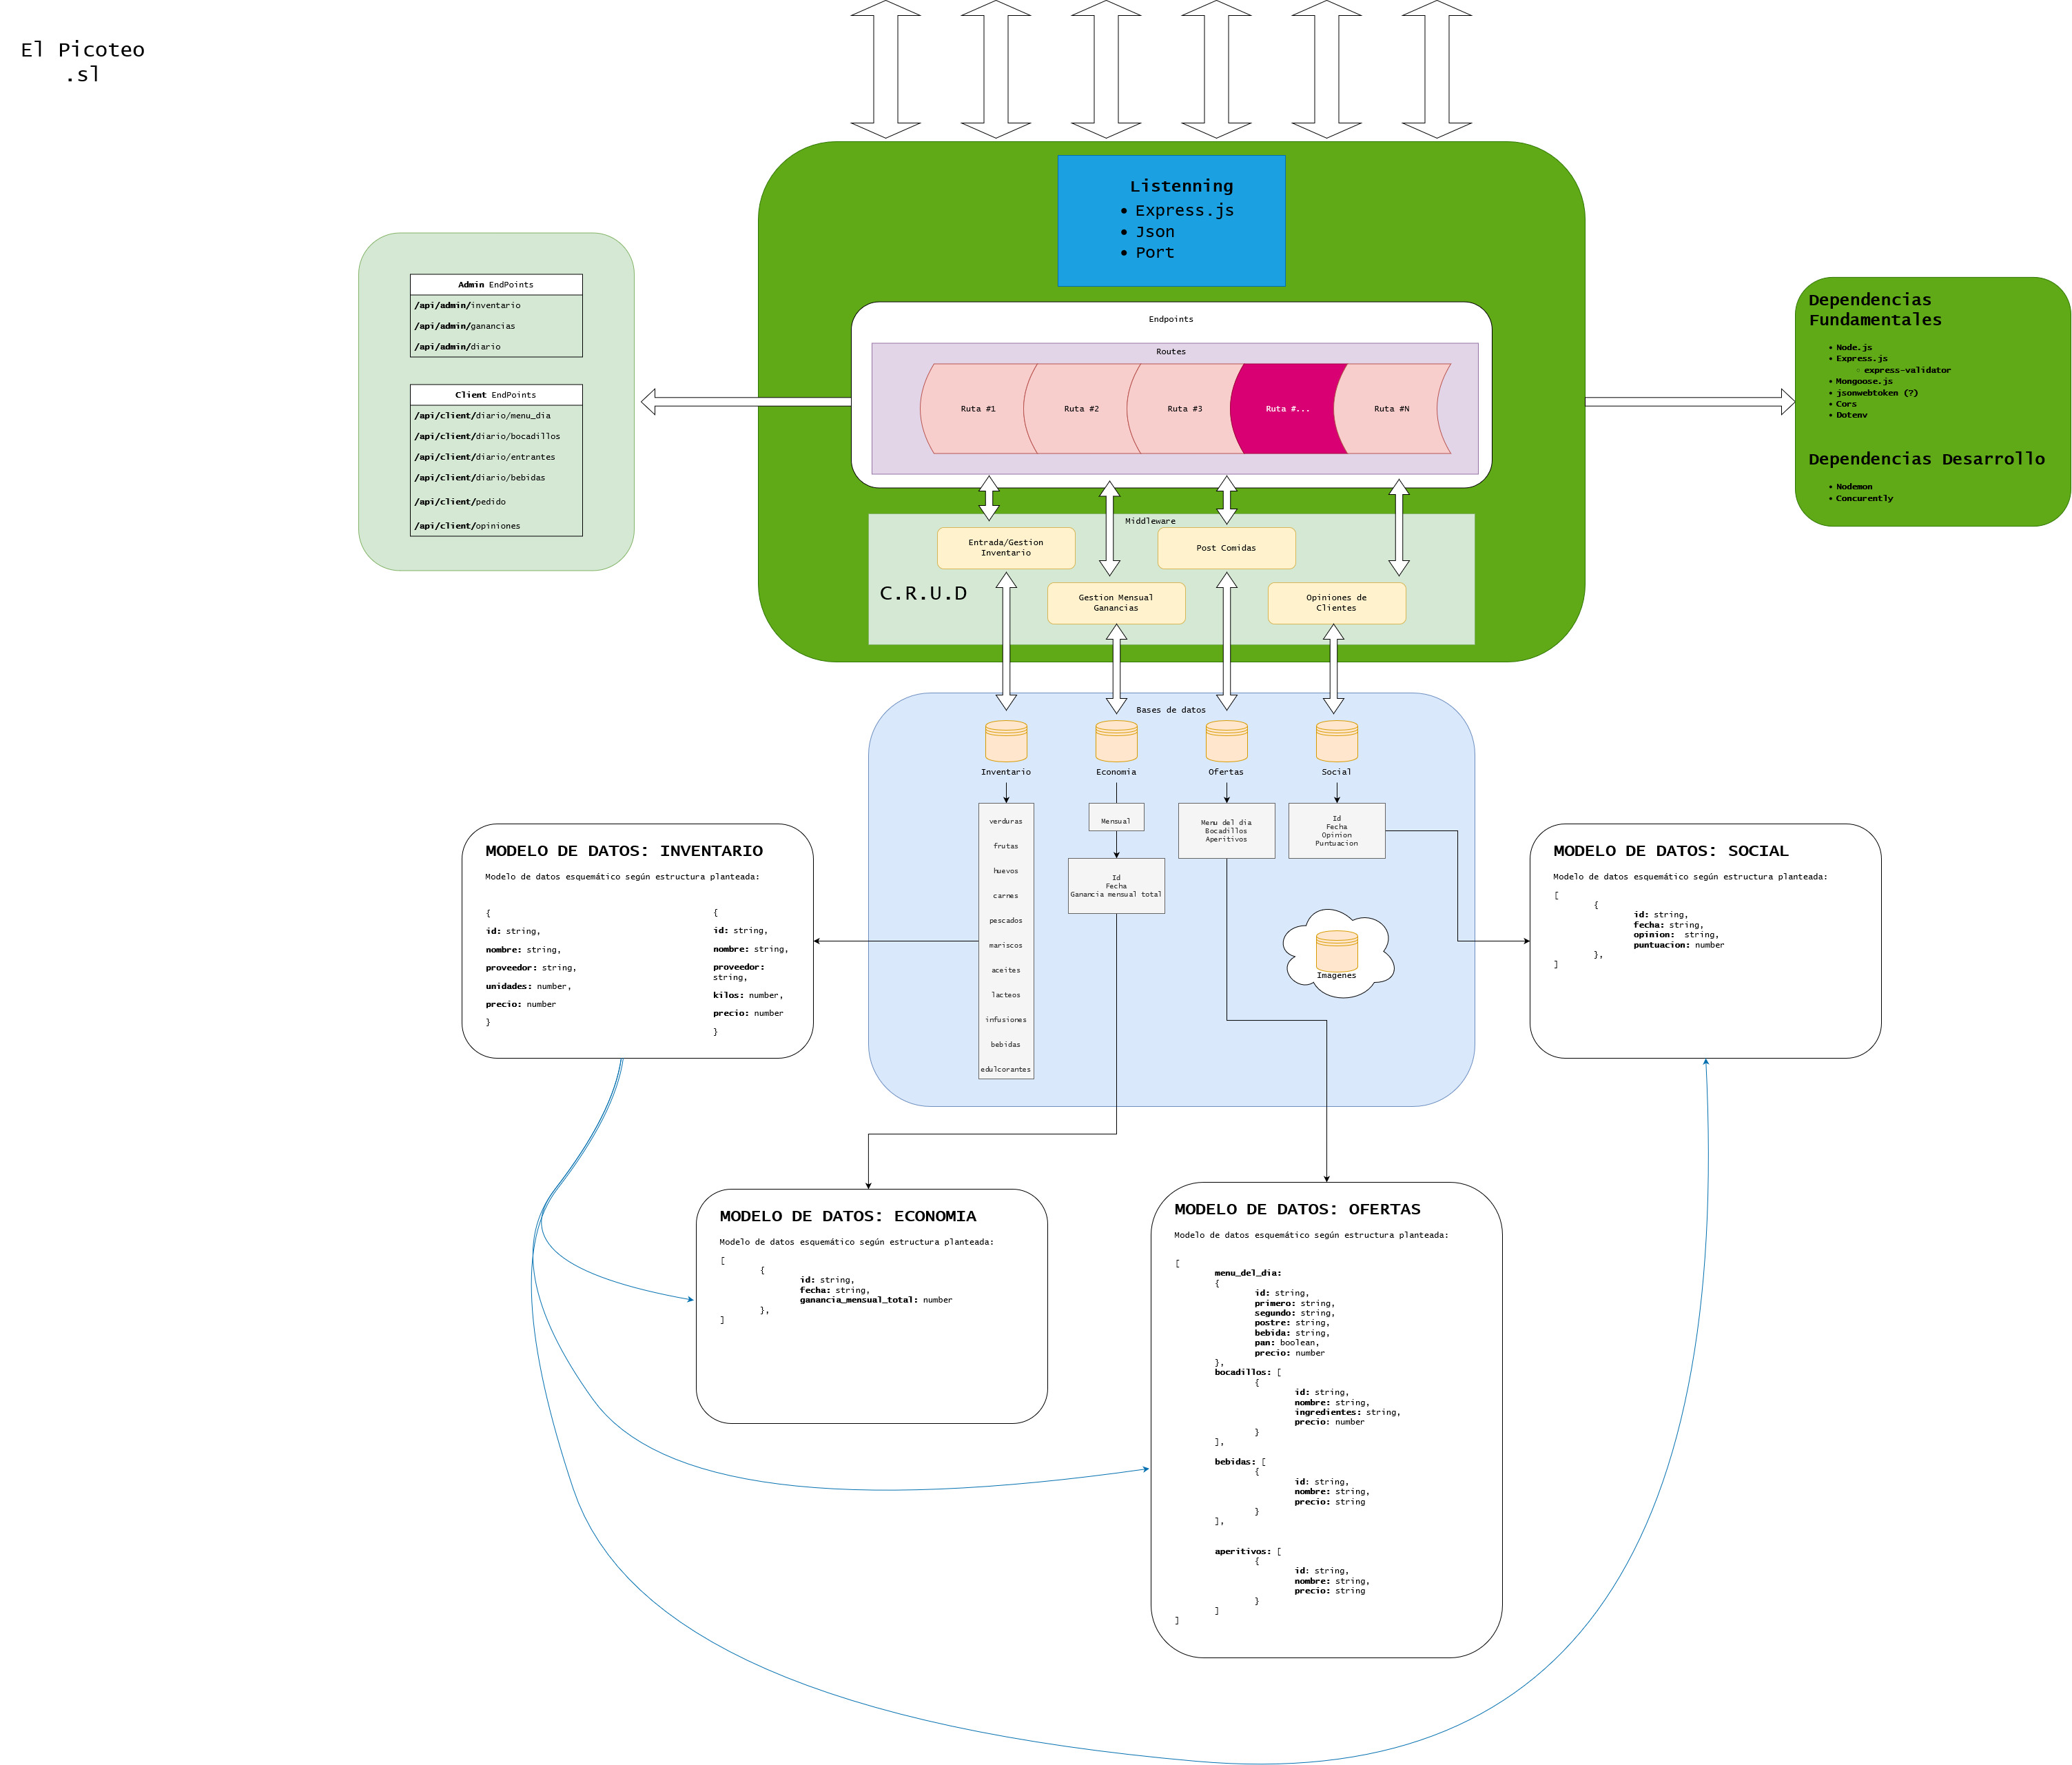 El Picoteo
.sl
Listenning
• Express.js
• Json
• Port
Admin EndPoints
/api/admin/inventario
/api/admin/ganancias
/api/admin/diario
Client EndPoints
/api/client/diario/menu_dia
/api/client/diario/bocadillos
/api/client/diario/entrantes
/api/client/diario/bebidas
/api/client/pedido
/api/client/opiniones
Endpoints
Routes
Ruta #1
Ruta #2
Ruta #3
Ruta #...
Ruta #N
Dependencias
Fundamentales
• Node.js
• Express.js
◦ express-validator
• Mongoose.js
• jsonwebtoken (?)
• Cors
• Dotenv
Dependencias Desarrollo
• Nodemon
• Concurently
Middleware
Entrada/Gestion
Inventario
Post Comidas
C.R.U.D
Gestion Mensual
Ganancias
Opiniones de
Clientes
Bases de datos
Inventario
Economia
Ofertas
Social
verduras
frutas
huevos
carnes
pescados
mariscos
aceites
lacteos
infusiones
bebidas
edulcorantes
Mensual
Id
Fecha
Ganancia mensual total
Menu del dia
Bocadillos
Aperitivos
Id
Fecha
Opinion
Puntuacion
Imagenes
MODELO DE DATOS: INVENTARIO
Modelo de datos esquemático según estructura planteada:
{
id: string,
nombre: string,
proveedor: string,
unidades: number,
precio: number
}
{
id: string,
nombre: string,
proveedor:
string,
kilos: number,
precio: number
}
MODELO DE DATOS: SOCIAL
Modelo de datos esquemático según estructura planteada:
[
{
id: string,
fecha: string,
opinion:  string,
puntuacion: number
},
]
MODELO DE DATOS: ECONOMIA
Modelo de datos esquemático según estructura planteada:
[
{
id: string,
fecha: string,
ganancia_mensual_total: number
},
]
MODELO DE DATOS: OFERTAS
Modelo de datos esquemático según estructura planteada:
[
menu_del_dia:
{
id: string,
primero: string,
segundo: string,
postre: string,
bebida: string,
pan: boolean,
precio: number
},
bocadillos: [
{
id: string,
nombre: string,
ingredientes: string,
precio: number
}
],
bebidas: [
{
id: string,
nombre: string,
precio: string
}
],
aperitivos: [
{
id: string,
nombre: string,
precio: string
}
]
]